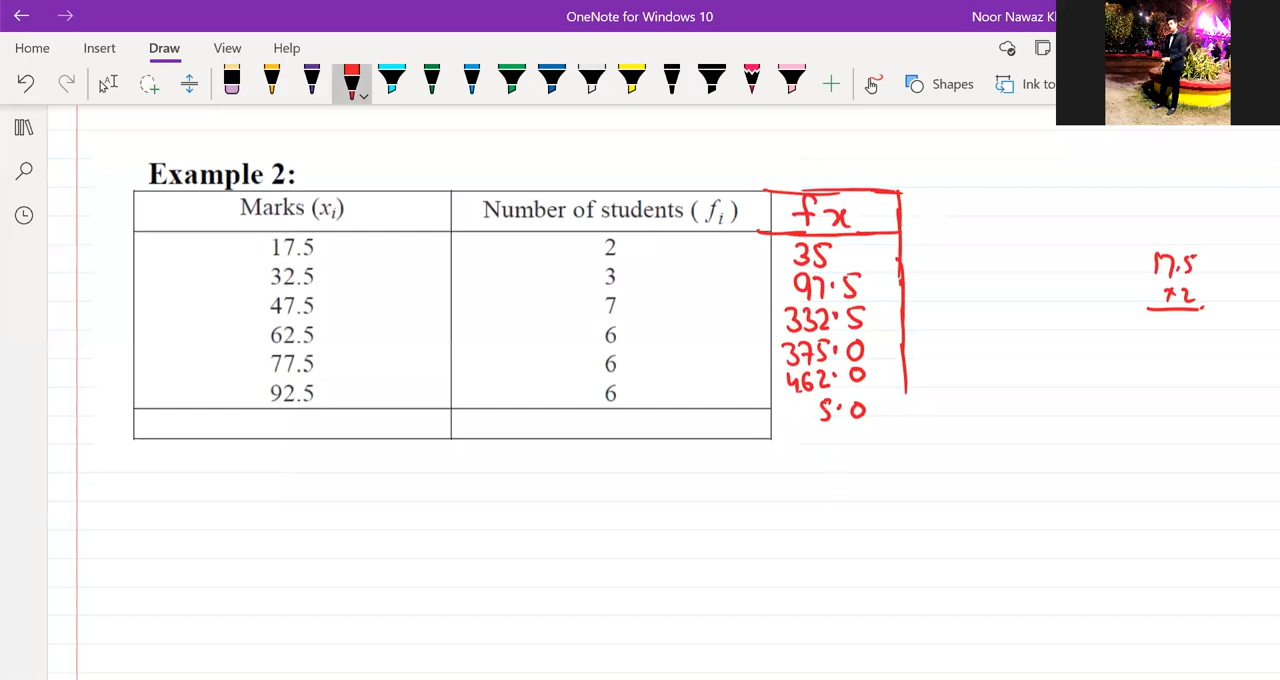 OneNote for Windows 10
Noor Nawaz Kh
Home Insert Draw View Help
Shapes
Ink to
Example 2:
Marks (xi) Number of students ( fi ) fx
17.5 2 35
32.5 3 97.5
47.5 7 332.5
62.5 6 375.0
77.5 6 462.0
92.5 6 5.0
17.5
×2